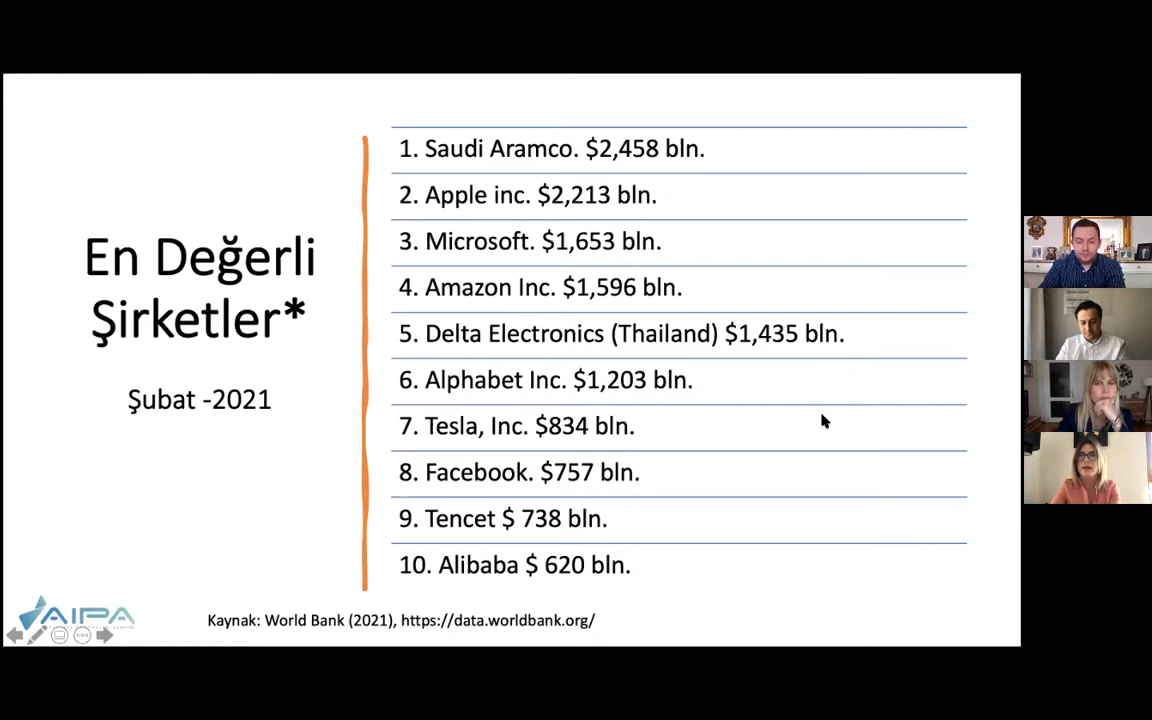 En Değerli
Şirketler*
Şubat -2021
1. Saudi Aramco. $2,458 bln.
2. Apple inc. $2,213 bln.
3. Microsoft. $1,653 bln.
4. Amazon Inc. $1,596 bln.
5. Delta Electronics (Thailand) $1,435 bln.
6. Alphabet Inc. $1,203 bln.
7. Tesla, Inc. $834 bln.
8. Facebook. $757 bln.
9. Tencet $ 738 bln.
10. Alibaba $ 620 bln.
Kaynak: World Bank (2021), https://data.worldbank.org/
AIPA